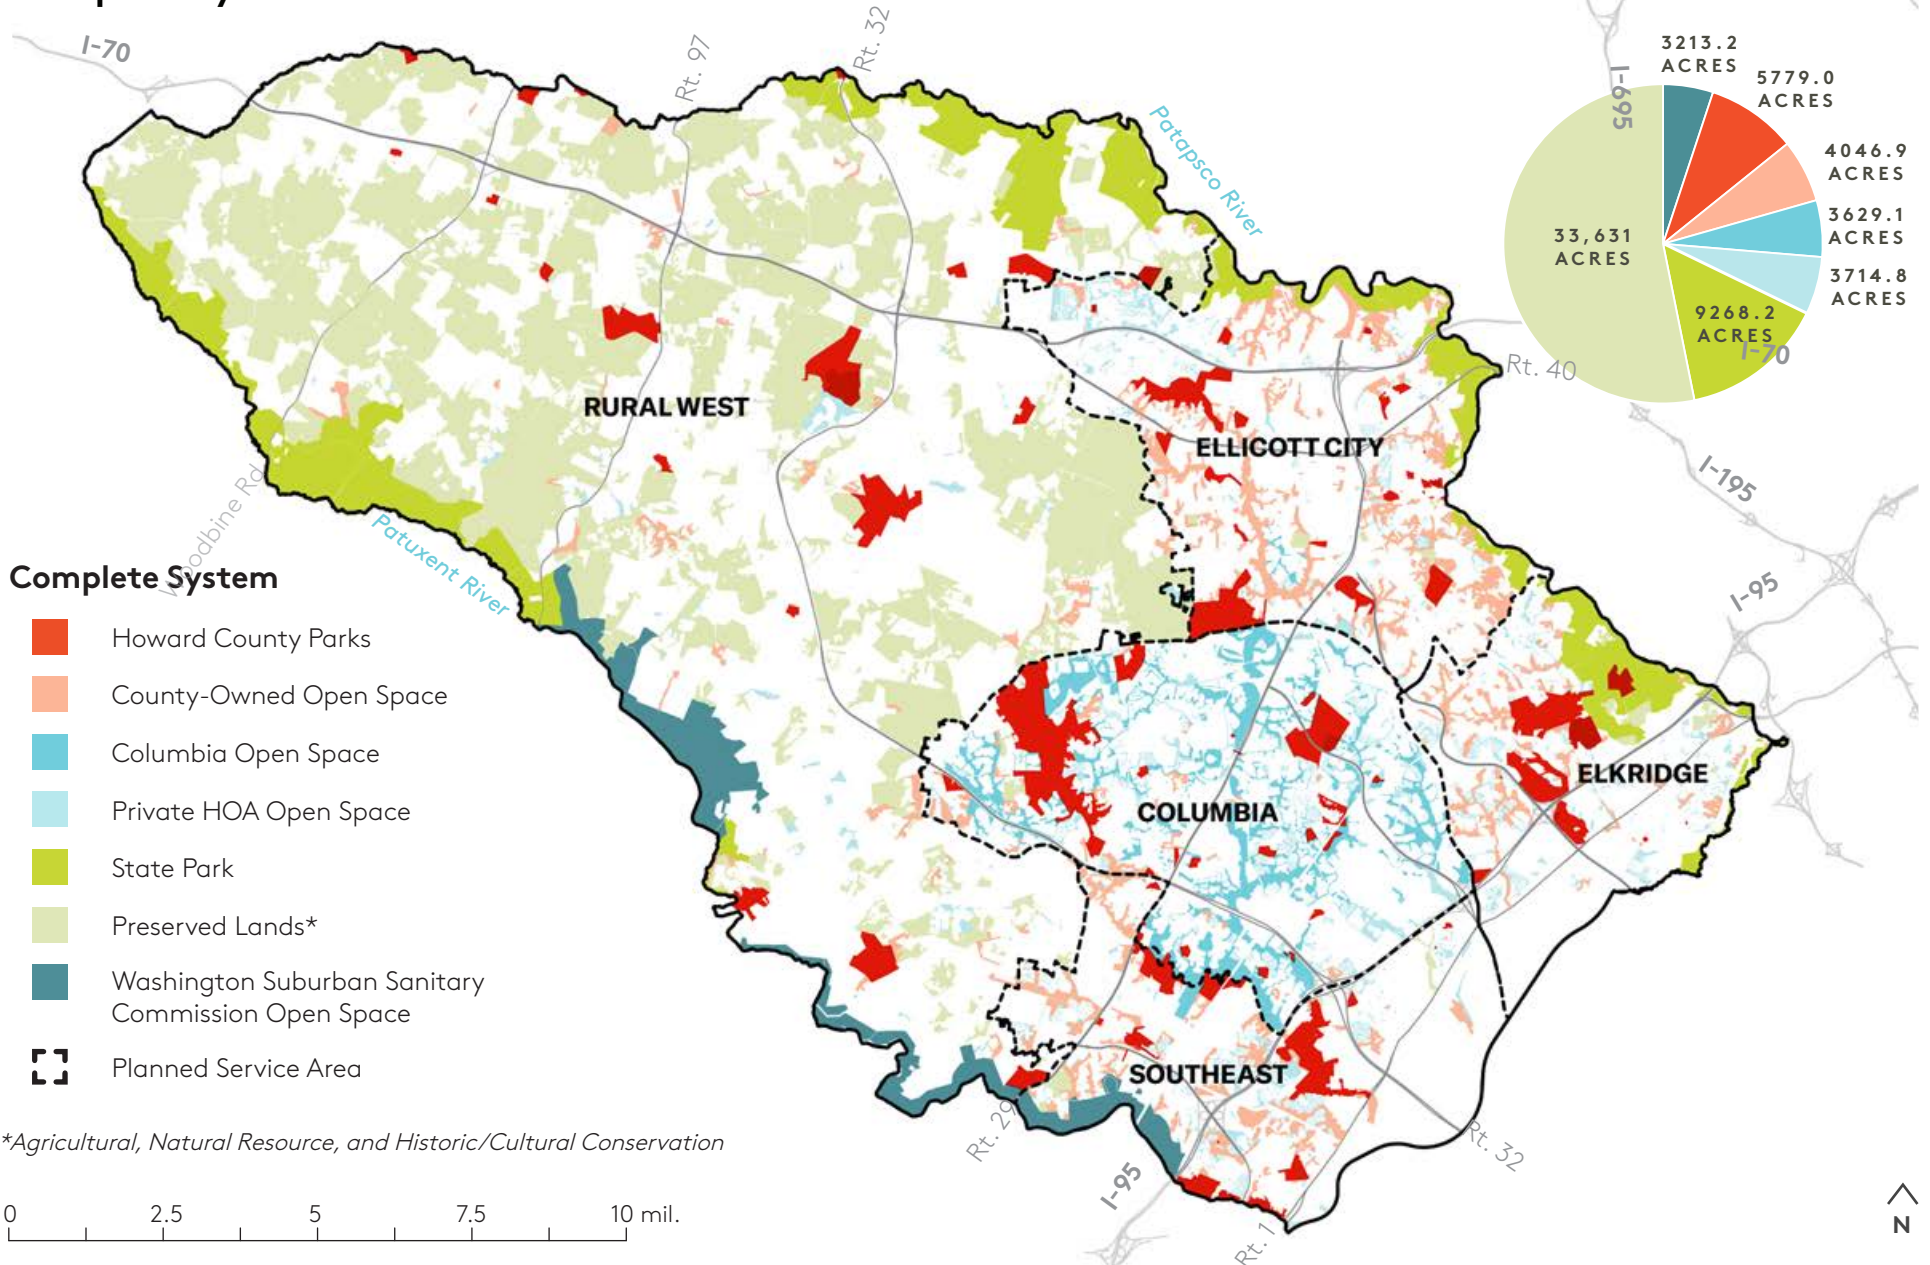 I-70
Rt. 97
Rt. 32
Patapsco River
I-695
3213.2
ACRES
5779.0
ACRES
4046.9
ACRES
3629.1
ACRES
3714.8
ACRES
9268.2
ACRES
33,631
ACRES
I-70
Rt. 40
I-195
I-95
RURAL WEST
ELLICOTT CITY
COLUMBIA
ELKRIDGE
SOUTHEAST
Woodbine Rd
Patuxent River
Complete System
Howard County Parks
County-Owned Open Space
Columbia Open Space
Private HOA Open Space
State Park
Preserved Lands*
Washington Suburban Sanitary
Commission Open Space
Planned Service Area
*Agricultural, Natural Resource, and Historic/Cultural Conservation
0 2.5 5 7.5 10 mil.
Rt. 29
I-95
Rt. 1
Rt. 32
N